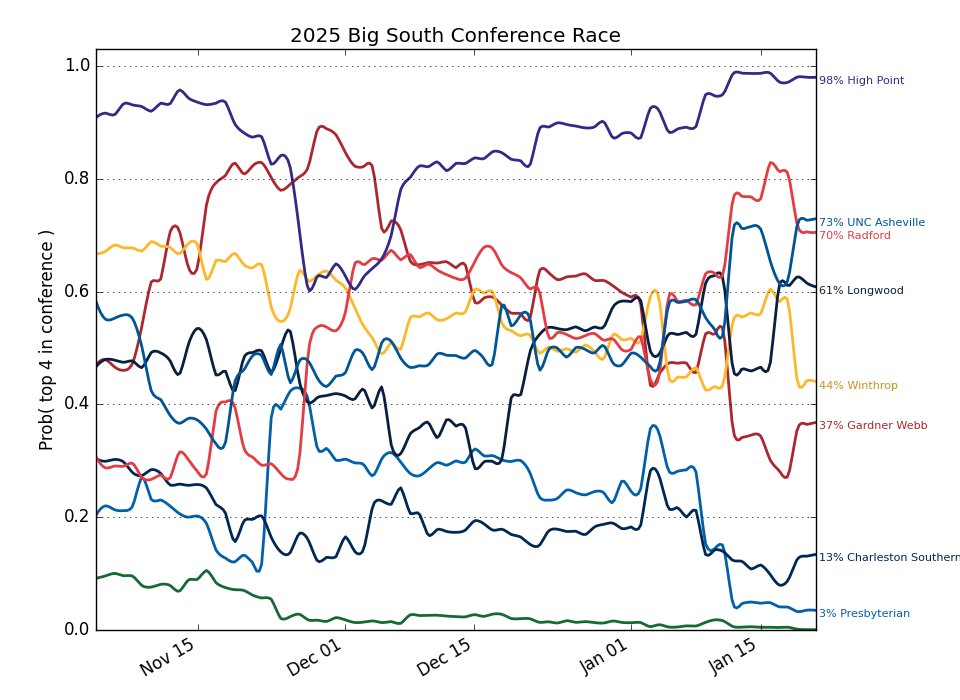 2025 Big South Conference Race
Prob( top 4 in conference )
1.0
0.8
0.6
0.4
0.2
0.0
Nov 15
Dec 01
Dec 15
Jan 01
Jan 15
98% High Point
73% UNC Asheville
70% Radford
61% Longwood
44% Winthrop
37% Gardner Webb
13% Charleston Southern
3% Presbyterian